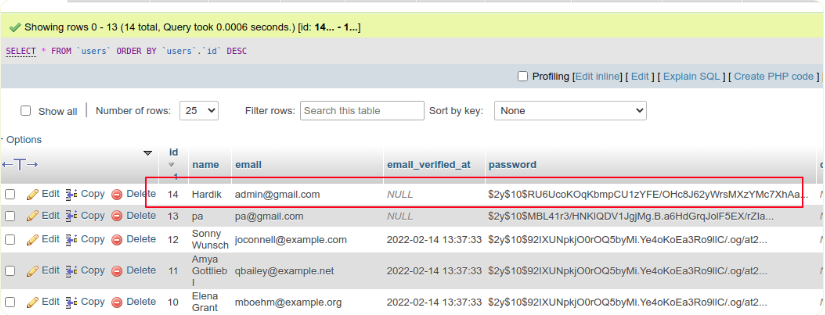 Showing rows 0 - 13 (14 total, Query took 0.0006 seconds.) [id: 14... - 1...]
SELECT * FROM `users` ORDER BY `users`.`id` DESC
Profiling [Edit inline] [ Edit ] [ Explain SQL ] [ Create PHP code ]
Show all Number of rows: 25 Filter rows: Search this table Sort by key: None
Options
id 1 name email email_verified_at password
Edit Copy Delete 14 Hardik admin@gmail.com NULL $2y$10$RU6UcoKOqKbmpCU1zYFE/OHc8J62yWrsMXzYMc7XhAa...
Edit Copy Delete 13 pa pa@gmail.com NULL $2y$10$MBL41r3/HNKlQDV1JgjMg.B.a6HdGrqJolF5EX/rZla...
Edit Copy Delete 12 Sonny Wunsch joconnell@example.com 2022-02-14 13:37:33 $2y$10$92IXUNpkjO0rOQ5byMi.Ye4oKoEa3Ro9llC/.og/at2...
Edit Copy Delete 11 Amya Gottlieb l qbailey@example.net 2022-02-14 13:37:33 $2y$10$92IXUNpkjO0rOQ5byMi.Ye4oKoEa3Ro9llC/.og/at2...
Edit Copy Delete 10 Elena Grant mboehm@example.org 2022-02-14 13:37:33 $2y$10$92IXUNpkjO0rOQ5byMi.Ye4oKoEa3Ro9llC/.og/at2...